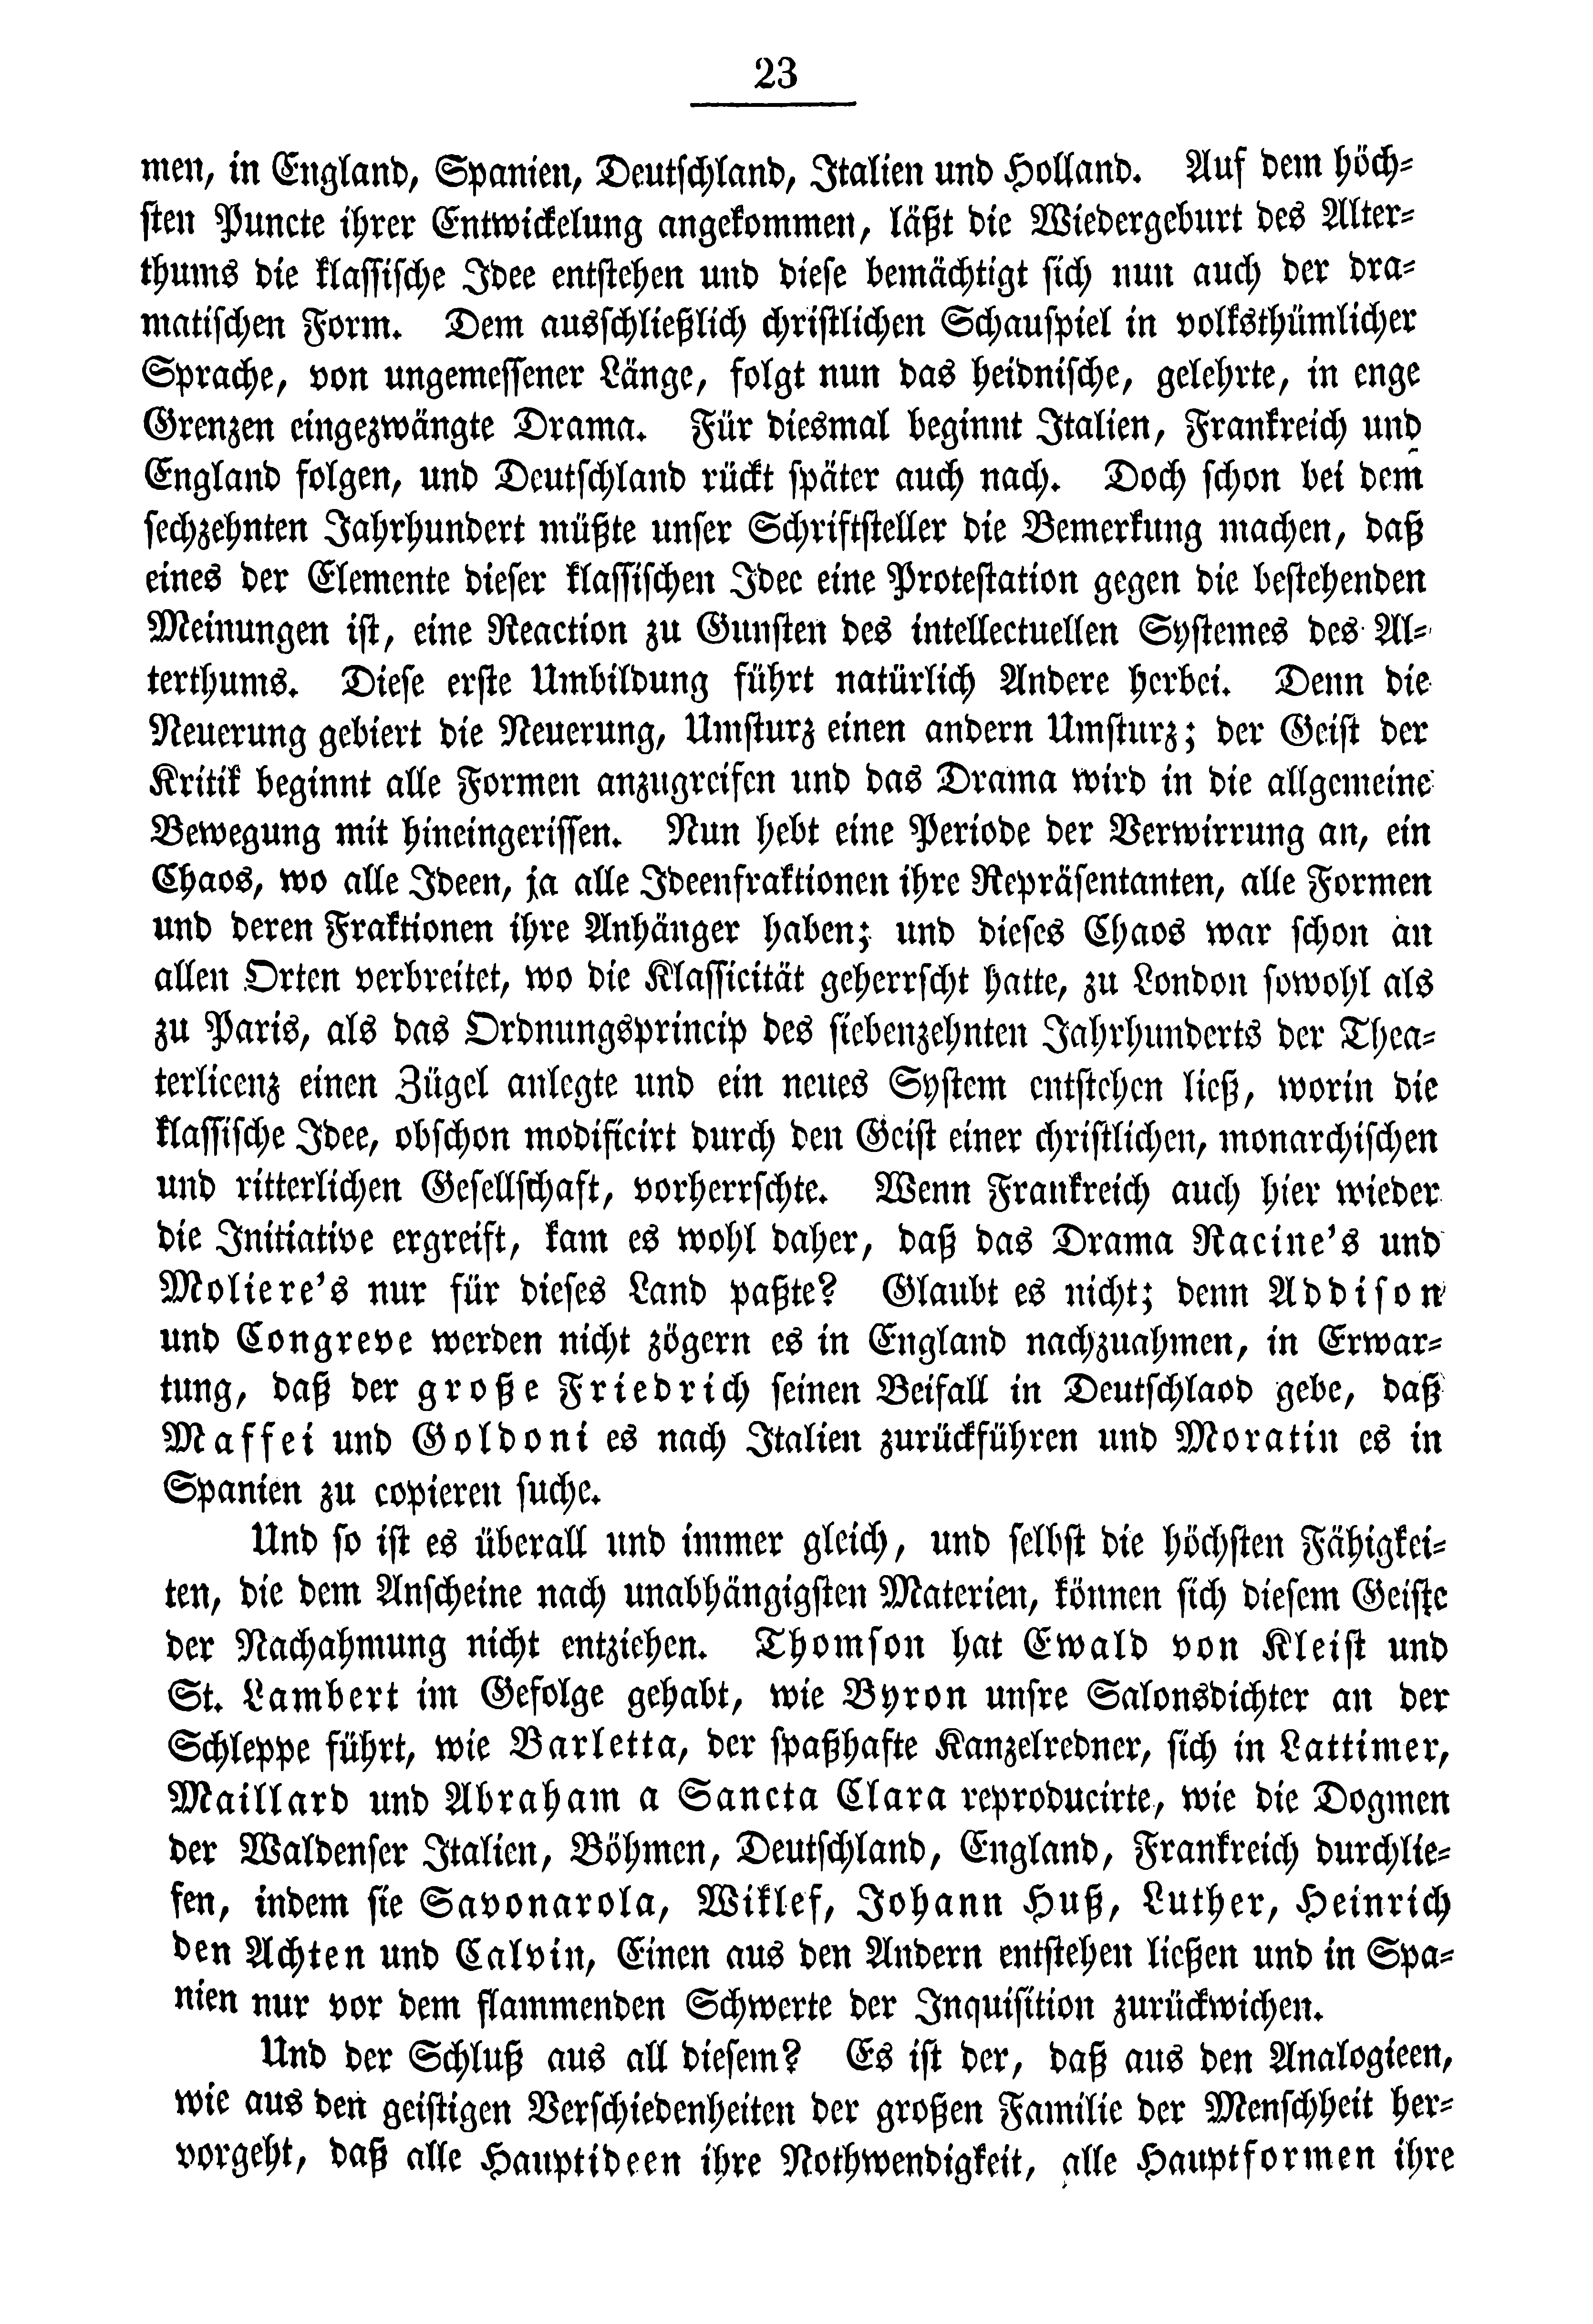 23
men, in England, Spanien, Deutschland, Italien und Holland. Auf dem höch-
sten Puncte ihrer Entwickelung angekommen, läßt die Wiedergeburt des Alter-
thums die klassische Idee entstehen und diese bemächtigt sich nun auch der dra-
matischen Form. Dem ausschließlich christlichen Schauspiel in volksthümlicher
Sprache, von ungemessener Länge, folgt nun das heidnische, gelehrte, in enge
Grenzen eingezwängte Drama. Für diesmal beginnt Italien, Frankreich und
England folgen, und Deutschland rückt später auch nach. Doch schon bei dem
sechzehnten Jahrhundert müßte unser Schriftsteller die Bemerkung machen, daß
eines der Elemente dieser klassischen Idee eine Protestation gegen die bestehenden
Meinungen ist, eine Reaction zu Gunsten des intellectuellen Systemes des Al-
terthums. Diese erste Umbildung führt natürlich Andere herbei. Denn die
Neuerung gebiert die Neuerung, Umsturz einen andern Umsturz; der Geist der
Kritik beginnt alle Formen anzugreifen und das Drama wird in die allgemeine
Bewegung mit hineingerissen. Nun hebt eine Periode der Verwirrung an, ein
Chaos, wo alle Ideen, ja alle Ideenfraktionen ihre Repräsentanten, alle Formen
und deren Fraktionen ihre Anhänger haben; und dieses Chaos war schon an
allen Orten verbreitet, wo die Klassicität geherrscht hatte, zu London sowohl als
zu Paris, als das Ordnungsprincip des siebenzehnten Jahrhunderts der Thea-
terlicenz einen Zügel anlegte und ein neues System entstehen ließ, worin die
klassische Idee, obschon modificirt durch den Geist einer christlichen, monarchischen
und ritterlichen Gesellschaft, vorherrschte. Wenn Frankreich auch hier wieder
die Initiative ergreift, kam es wohl daher, daß das Drama Racine's und
Moliere's nur für dieses Land paßte? Glaubt es nicht; denn Addison
und Congreve werden nicht zögern es in England nachzuahmen, in Erwar-
tung, daß der große Friedrich seinen Beifall in Deutschlaod gebe, daß
Maffei und Goldoni es nach Italien zurückführen und Moratin es in
Spanien zu copieren suche.
Und so ist es überall und immer gleich, und selbst die höchsten Fähigkei-
ten, die dem Anscheine nach unabhängigsten Materien, können sich diesem Geiste
der Nachahmung nicht entziehen. Thomson hat Ewald von Kleist und
St. Lambert im Gefolge gehabt, wie Byron unsre Salonsdichter an der
Schleppe führt, wie Barletta, der spaßhafte Kanzelredner, sich in Lattimer,
Maillard und Abraham a Sancta Clara reproducirte, wie die Dogmen
der Waldenser Italien, Böhmen, Deutschland, England, Frankreich durchlie-
fen, indem sie Savonarola, Wiklef, Johann Huß, Luther, Heinrich
den Achten und Calvin, Einen aus den Andern entstehen ließen und in Spa-
nien nur vor dem flammenden Schwerte der Inquisition zurückwichen.
Und der Schluß aus all diesem? Es ist der, daß aus den Analogieen,
wie aus den geistigen Verschiedenheiten der großen Familie der Menschheit her-
vorgeht, daß alle Hauptideen ihre Nothwendigkeit, alle Hauptformen ihre